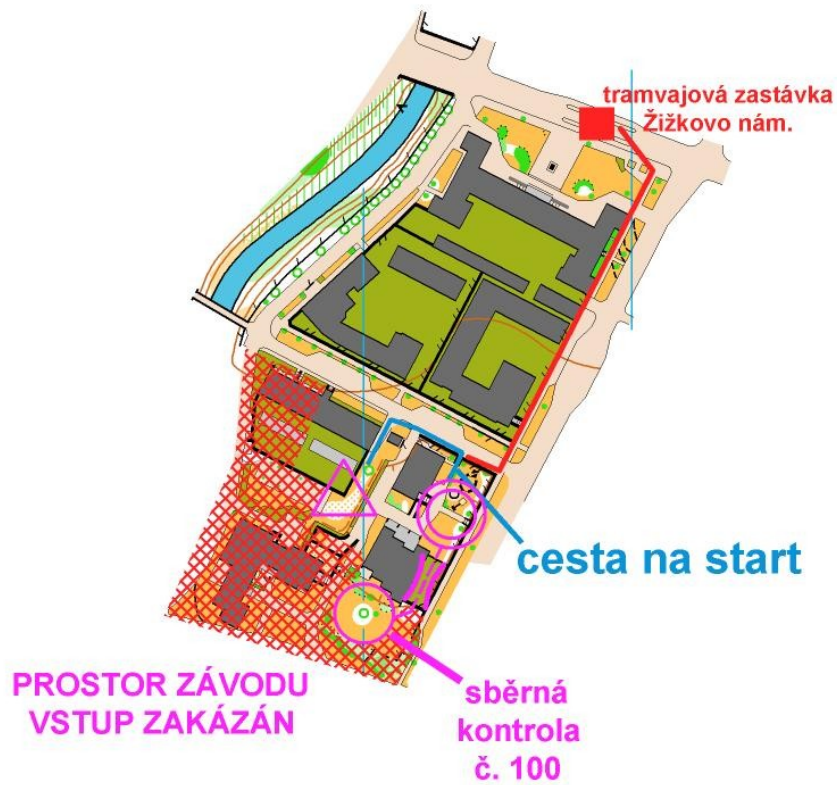 tramvajová zastávka
Žižkovo nám.
cesta na start
PROSTOR ZÁVODU
VSTUP ZAKÁZÁN
sběrná
kontrola
č. 100